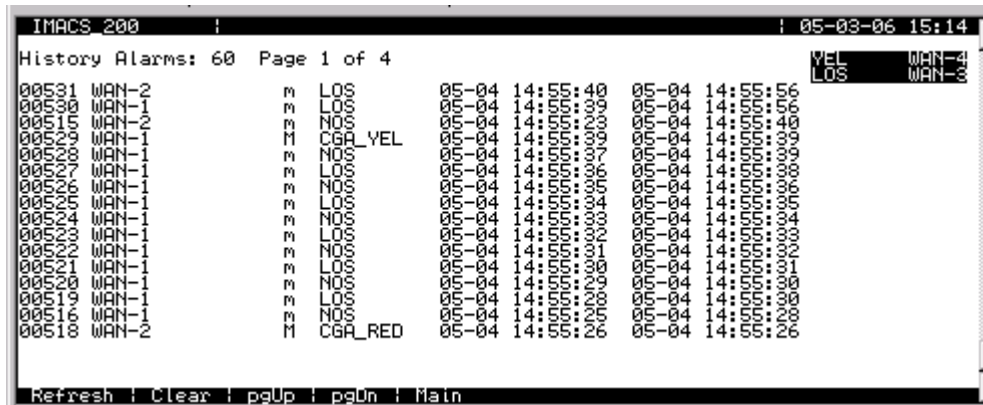 IMACS_200 ¦ ¦ 05-03-06 15:14
History Alarms: 60 Page 1 of 4 YEL WAN-4
LOS WAN-3
00531 WAN-2 m LOS 05-04 14:55:40 05-04 14:55:56
00530 WAN-1 m LOS 05-04 14:55:39 05-04 14:55:56
00515 WAN-2 m NOS 05-04 14:55:23 05-04 14:55:40
00529 WAN-1 M CGA_YEL 05-04 14:55:39 05-04 14:55:39
00528 WAN-1 m NOS 05-04 14:55:37 05-04 14:55:39
00527 WAN-1 m LOS 05-04 14:55:36 05-04 14:55:38
00526 WAN-1 m NOS 05-04 14:55:35 05-04 14:55:36
00525 WAN-1 m LOS 05-04 14:55:34 05-04 14:55:35
00524 WAN-1 m NOS 05-04 14:55:33 05-04 14:55:34
00523 WAN-1 m LOS 05-04 14:55:32 05-04 14:55:33
00522 WAN-1 m NOS 05-04 14:55:31 05-04 14:55:32
00521 WAN-1 m LOS 05-04 14:55:30 05-04 14:55:31
00520 WAN-1 m NOS 05-04 14:55:29 05-04 14:55:30
00519 WAN-1 m LOS 05-04 14:55:28 05-04 14:55:30
00516 WAN-1 m NOS 05-04 14:55:25 05-04 14:55:28
00518 WAN-2 M CGA_RED 05-04 14:55:26 05-04 14:55:26
Refresh ¦ Clear ¦ pgUp ¦ pgDn ¦ Main